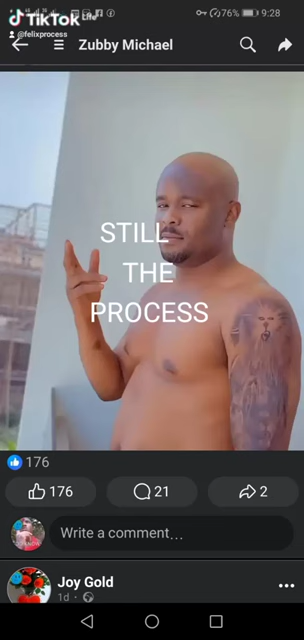 TikTok
@felixprocess
76% 9:28
Zubby Michael
STILL
THE
PROCESS
176
176
21
2
Write a comment...
Joy Gold
1d